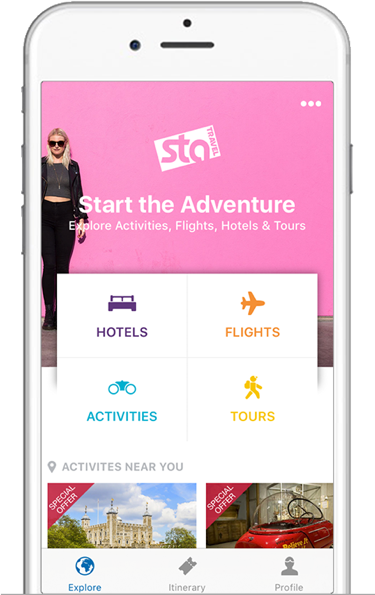 sta TRAVEL
Start the Adventure
Explore Activities, Flights, Hotels & Tours
HOTELS
FLIGHTS
ACTIVITIES
TOURS
ACTIVITES NEAR YOU
SPECIAL
OFFER
SPECIAL
OFFER
Believe
Explore
Itinerary
Profile